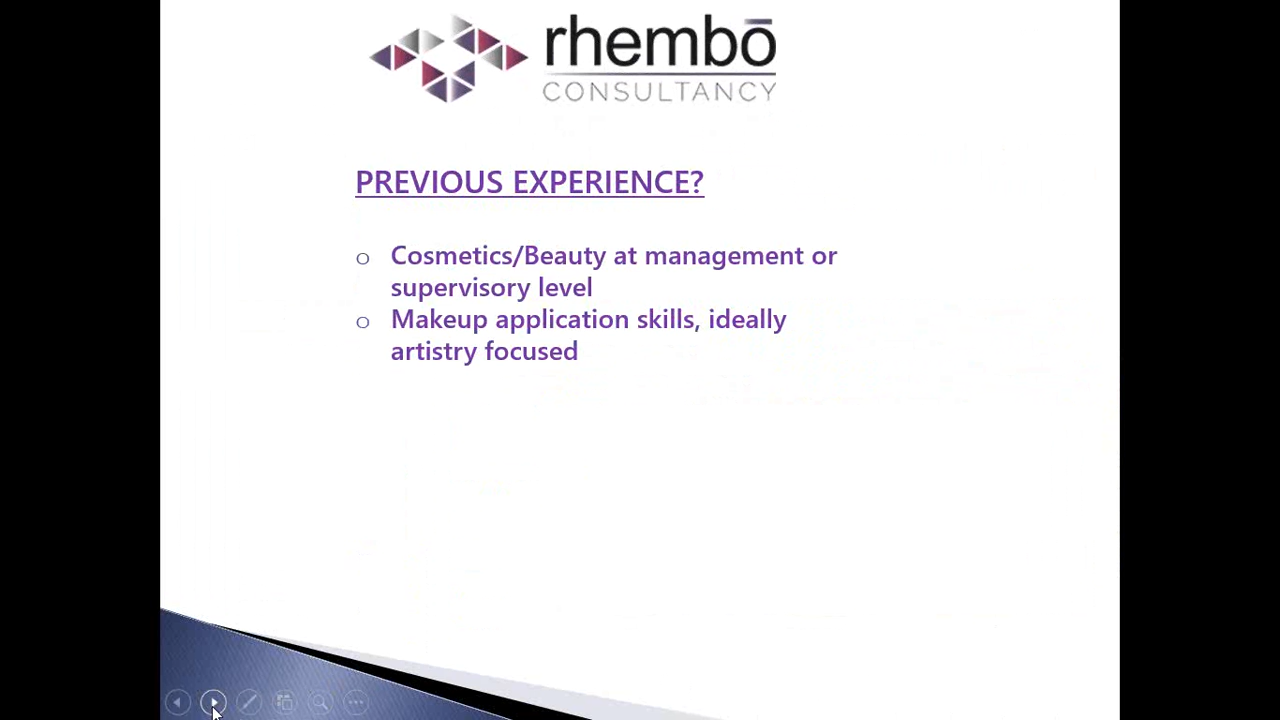 rhembō
CONSULTANCY
PREVIOUS EXPERIENCE?
o Cosmetics/Beauty at management or
supervisory level
o Makeup application skills, ideally
artistry focused